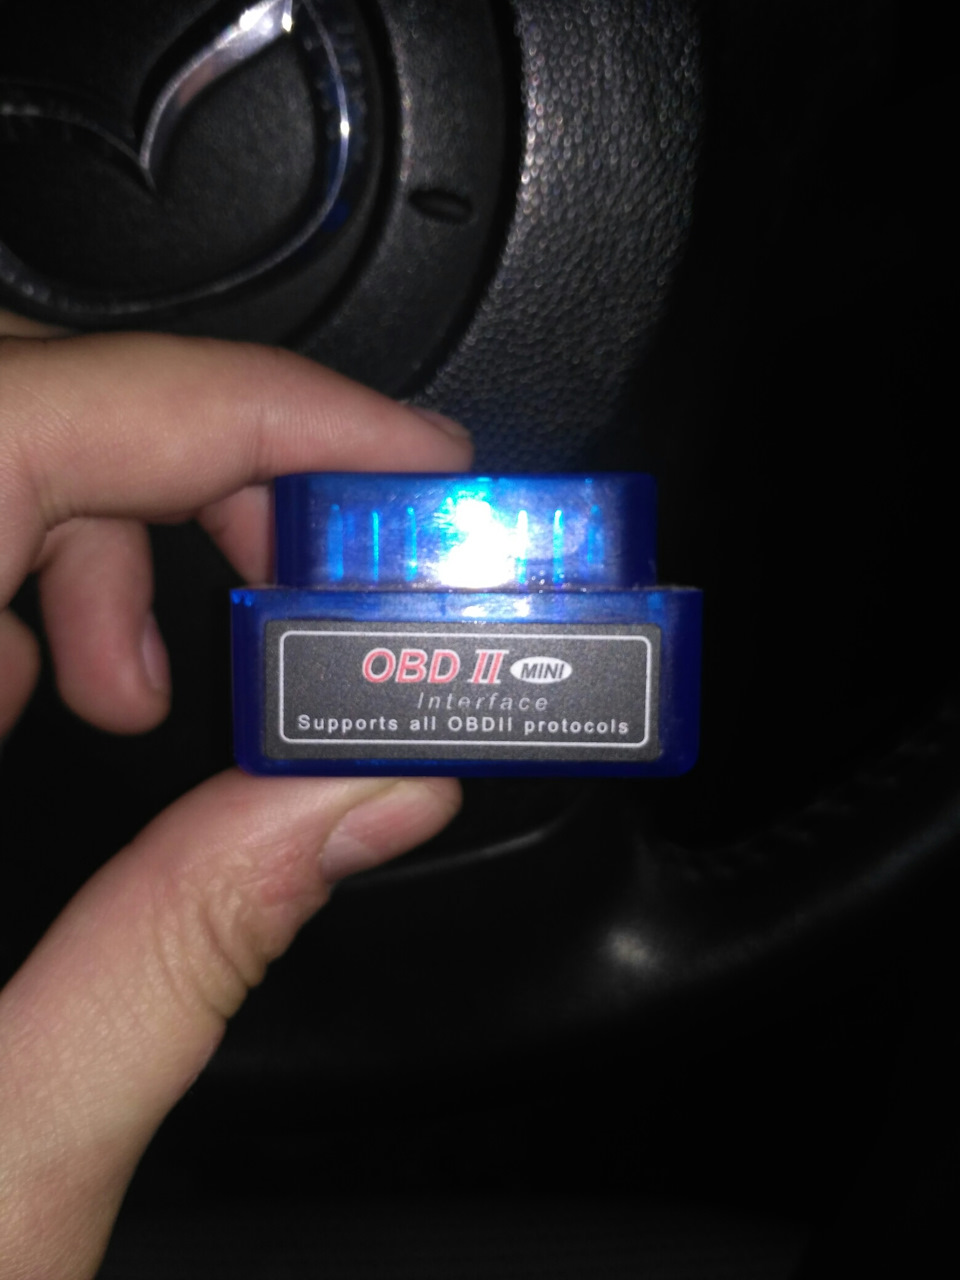 OBD II MINI
Interface
Supports all OBDII protocols